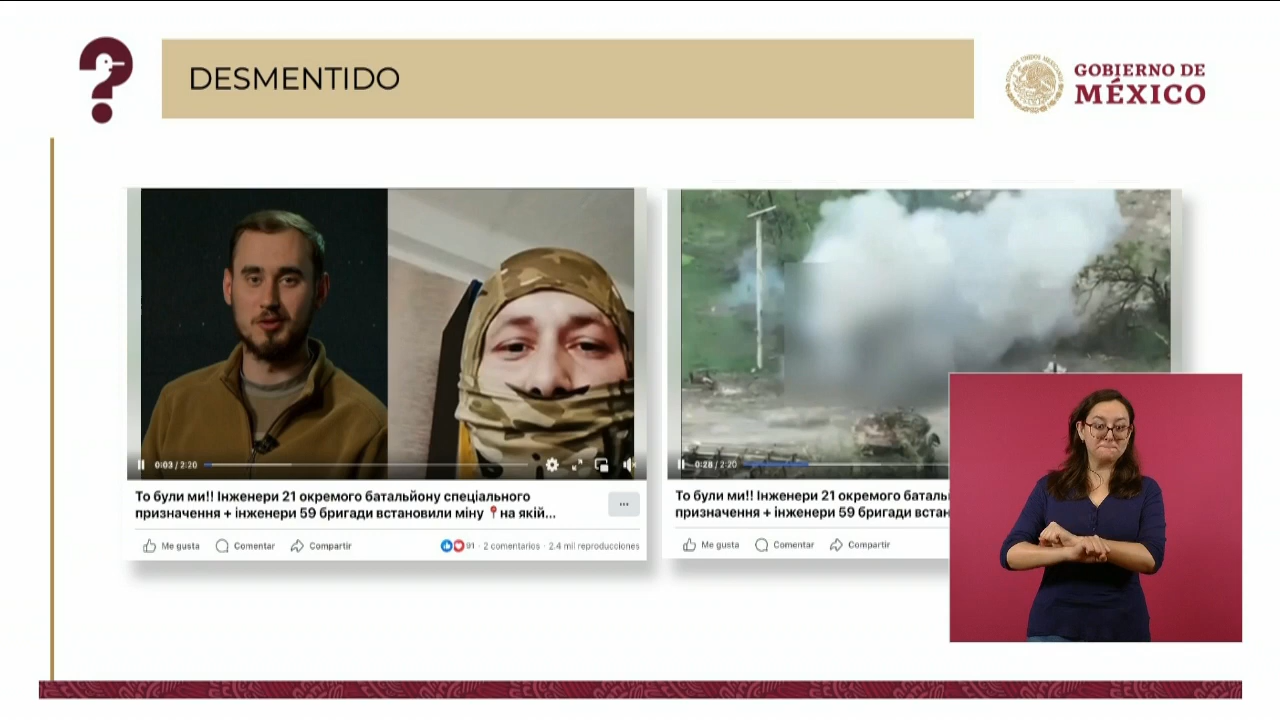 DESMENTIDO
GOBIERNO DE
MÉXICO
0:03 / 2:20
То були ми!! Інженери 21 окремого батальйону спеціального
призначення + інженери 59 бригади встановили міну 📍на якій...
Me gusta
Comentar
Compartir
91 · 2 comentarios · 2.4 mil reproducciones
0:28 / 2:20
То були ми!! Інженери 21 окремого баталь
призначення + інженери 59 бригади встан
Me gusta
Comentar
Compartir